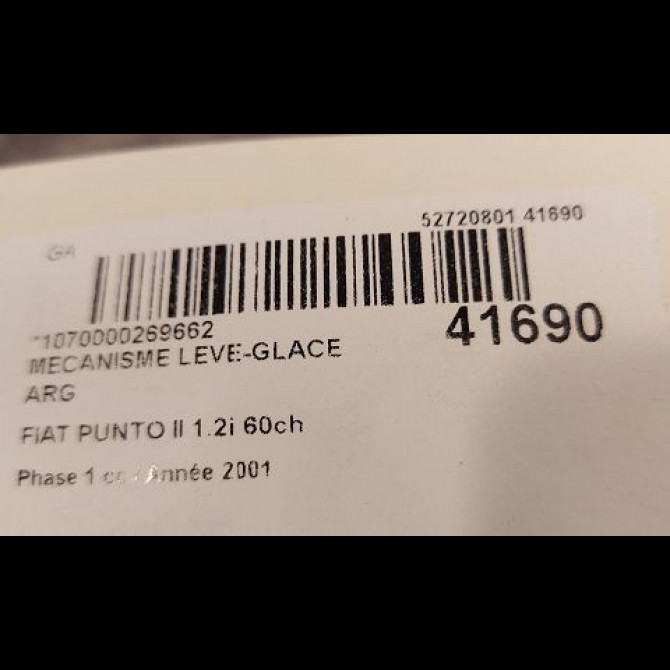 52720801 41690
GA
*1070000269662
41690
MECANISME LEVE-GLACE
ARG
FIAT PUNTO II 1.2i 60ch
Phase 1 cc / Année 2001